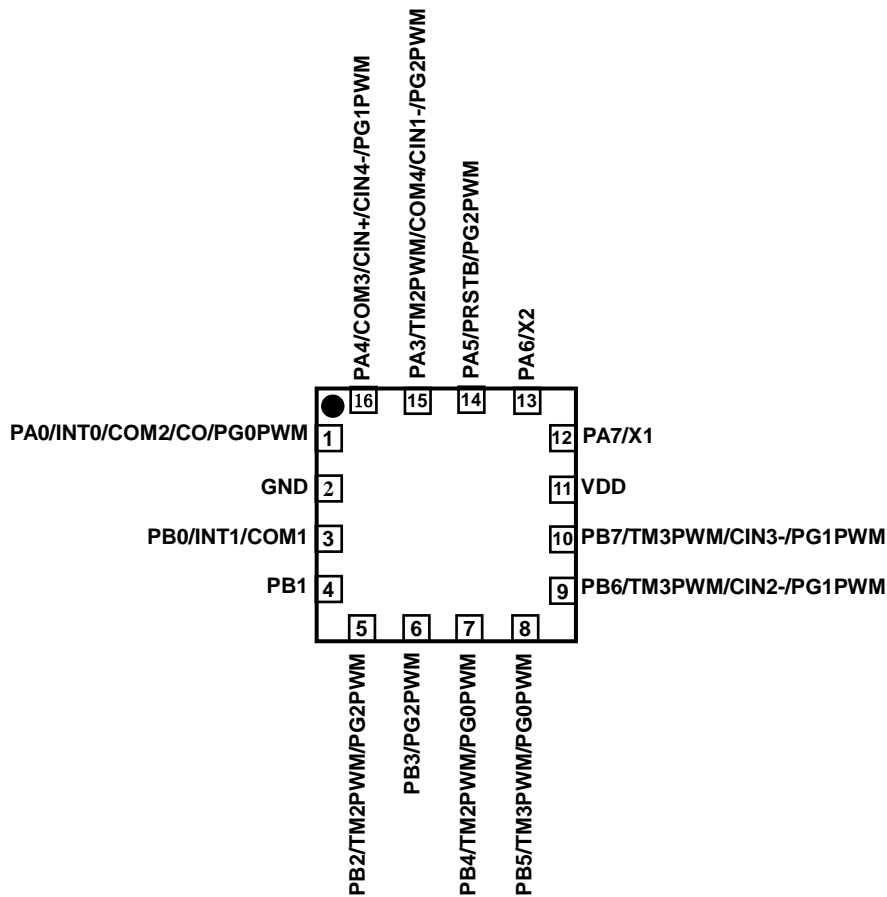 PA4/COM3/CIN+/CIN4-/PG1PWM
PA3/TM2PWM/COM4/CIN1-/PG2PWM
PA5/PRSTB/PG2PWM
PA6/X2
16
15
14
13
PA0/INT0/COM2/CO/PG0PWM
1
12
PA7/X1
GND
2
11
VDD
PB0/INT1/COM1
3
10
PB7/TM3PWM/CIN3-/PG1PWM
PB1
4
9
PB6/TM3PWM/CIN2-/PG1PWM
5
6
7
8
PB2/TM2PWM/PG2PWM
PB3/PG2PWM
PB4/TM2PWM/PG0PWM
PB5/TM3PWM/PG0PWM